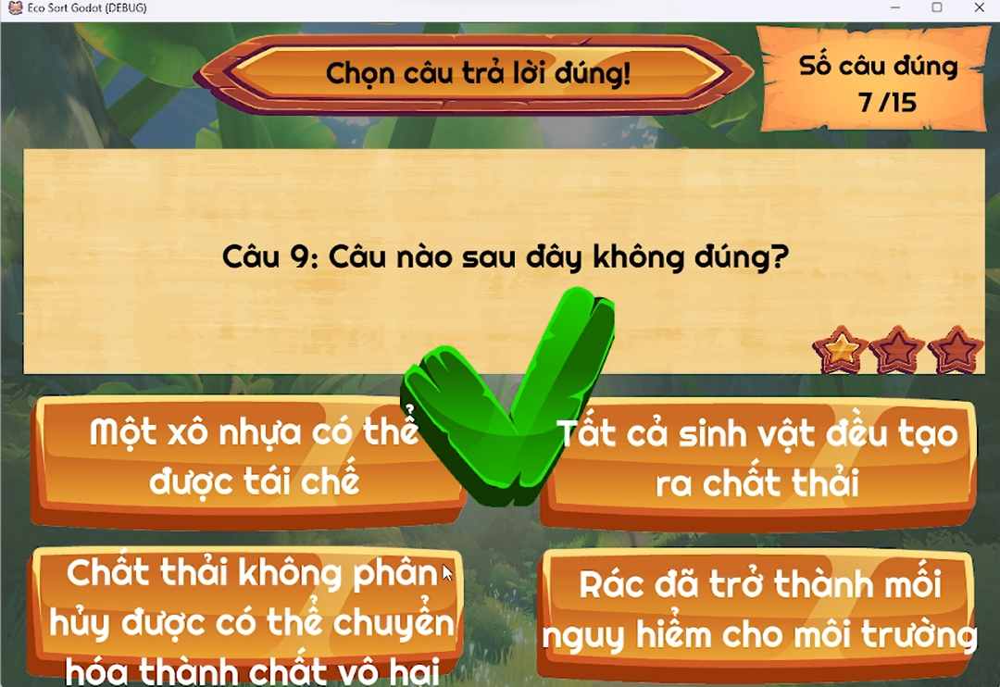 Eco Sort Godot (DEBUG)
Chọn câu trả lời đúng!
Số câu đúng
7 /15
Câu 9: Câu nào sau đây không đúng?
Một xô nhựa có thể
được tái chế
Tất cả sinh vật đều tạo
ra chất thải
Chất thải không phân
hủy được có thể chuyển
hóa thành chất vô hại
Rác đã trở thành mối
nguy hiểm cho môi trường